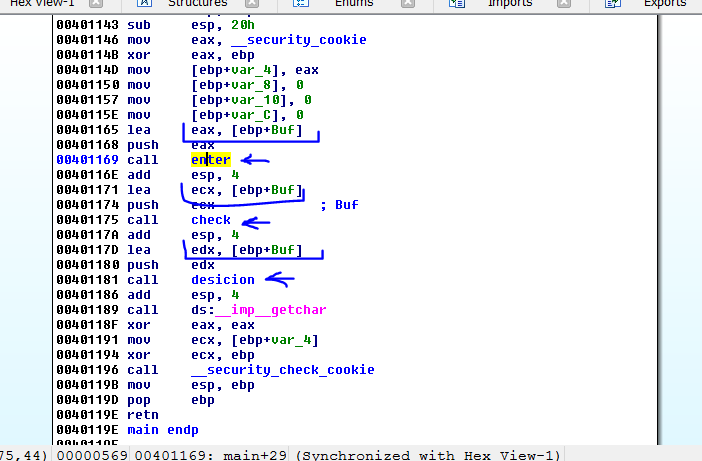 Hex View-1 Structures Enums Imports Exports
00401143 sub esp, 20h
00401146 mov eax, __security_cookie
0040114B xor eax, ebp
0040114D mov [ebp+var_4], eax
00401150 mov [ebp+var_8], 0
00401157 mov [ebp+var_10], 0
0040115E mov [ebp+var_C], 0
00401165 lea eax, [ebp+Buf]
00401168 push eax
00401169 call enter
0040116E add esp, 4
00401171 lea ecx, [ebp+Buf]
00401174 push ecx ; Buf
00401175 call check
0040117A add esp, 4
0040117D lea edx, [ebp+Buf]
00401180 push edx
00401181 call desicion
00401186 add esp, 4
00401189 call ds:__imp__getchar
0040118F xor eax, eax
00401191 mov ecx, [ebp+var_4]
00401194 xor ecx, ebp
00401196 call __security_check_cookie
0040119B mov esp, ebp
0040119D pop ebp
0040119E retn
0040119E main endp
75,44) 00000569 00401169: main+29 (Synchronized with Hex View-1)